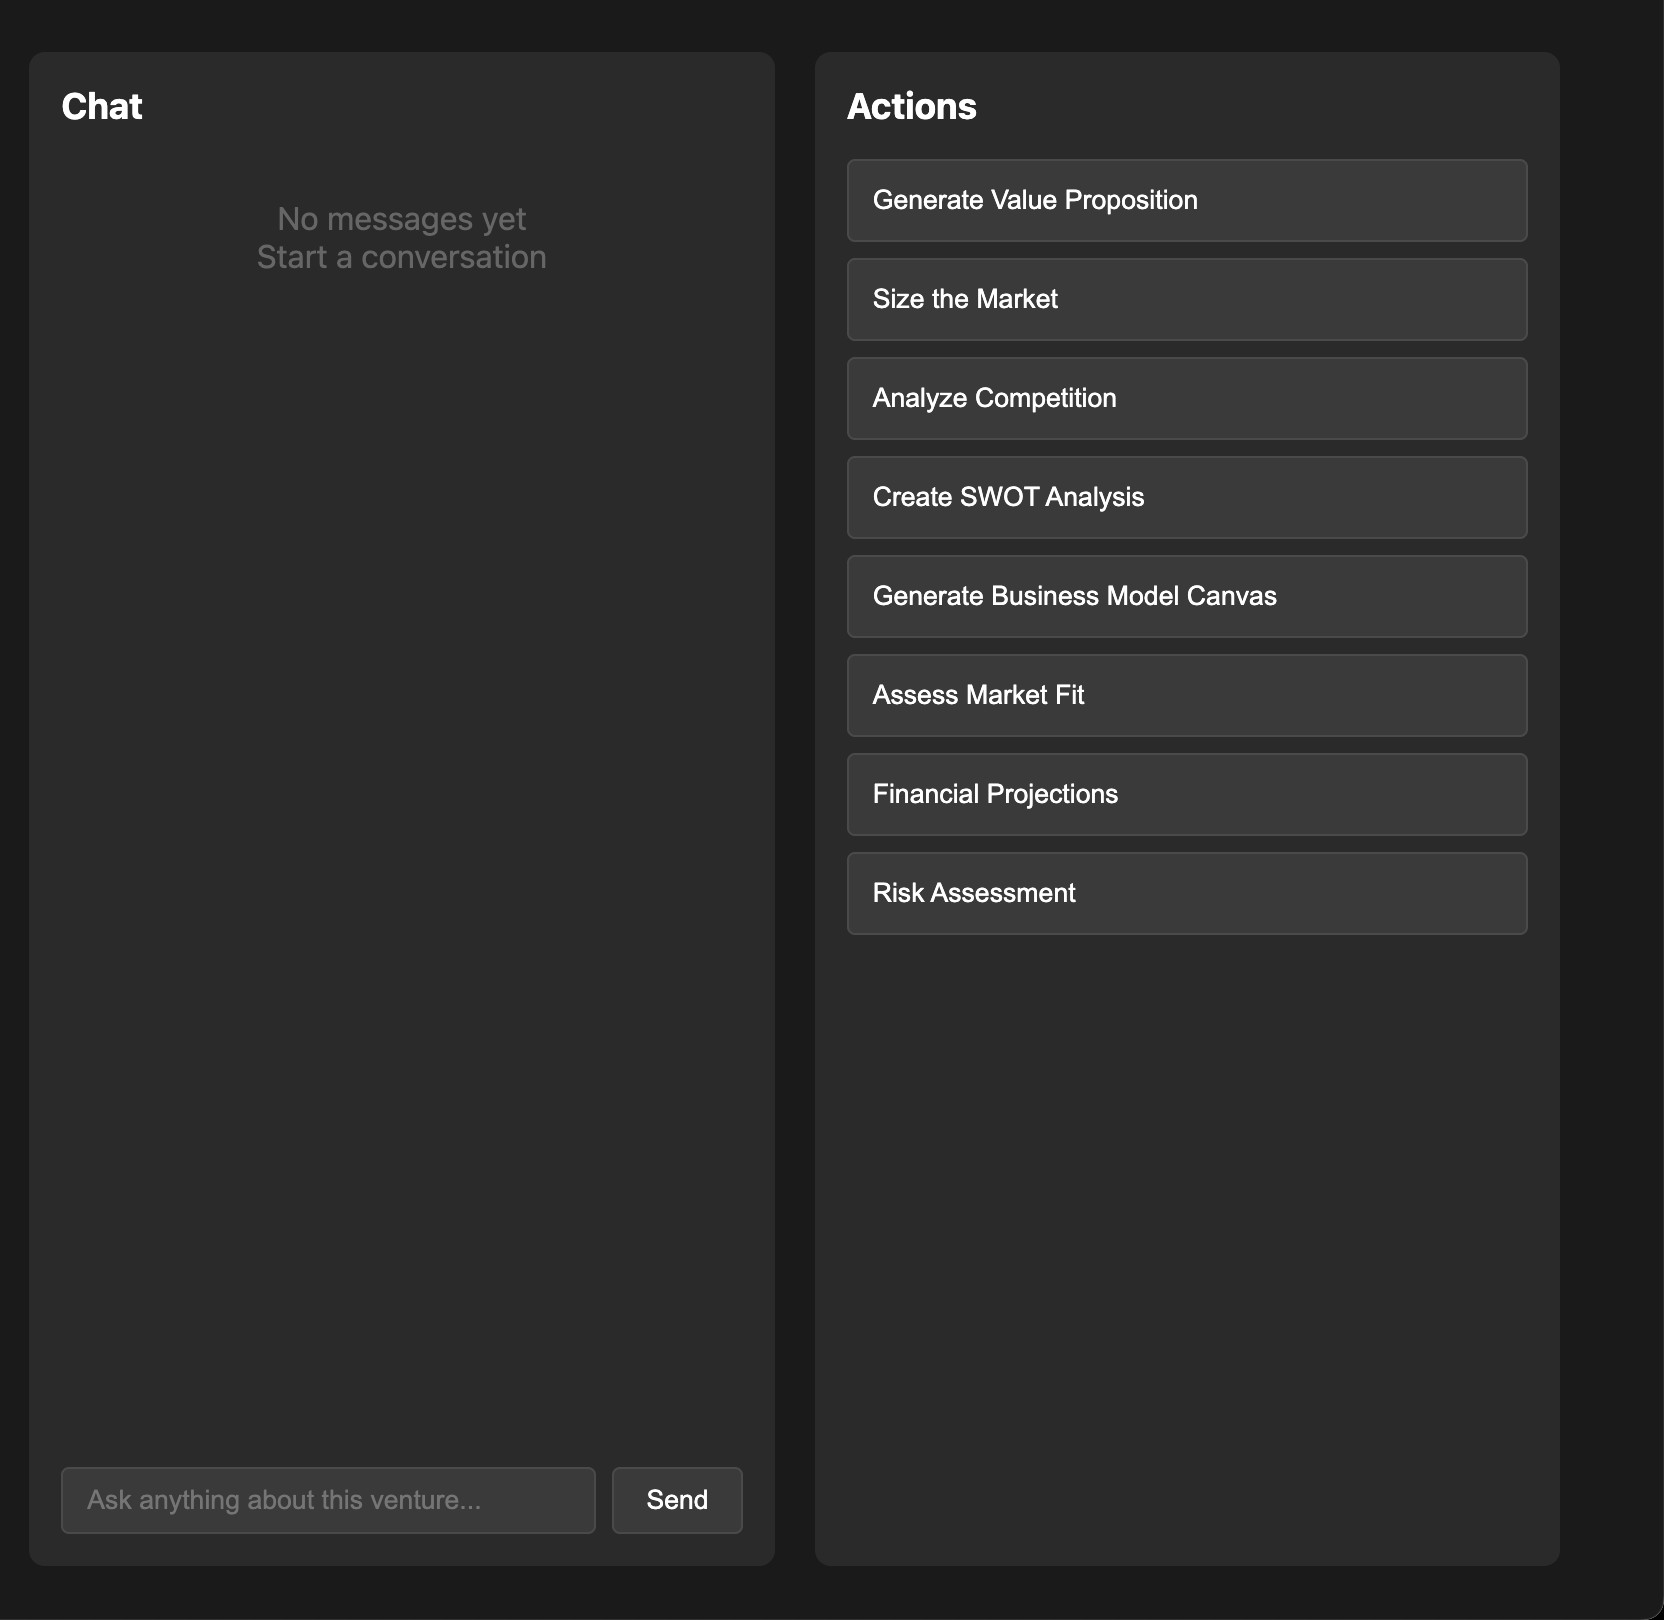 Chat
No messages yet
Start a conversation
Ask anything about this venture...
Send
Actions
Generate Value Proposition
Size the Market
Analyze Competition
Create SWOT Analysis
Generate Business Model Canvas
Assess Market Fit
Financial Projections
Risk Assessment